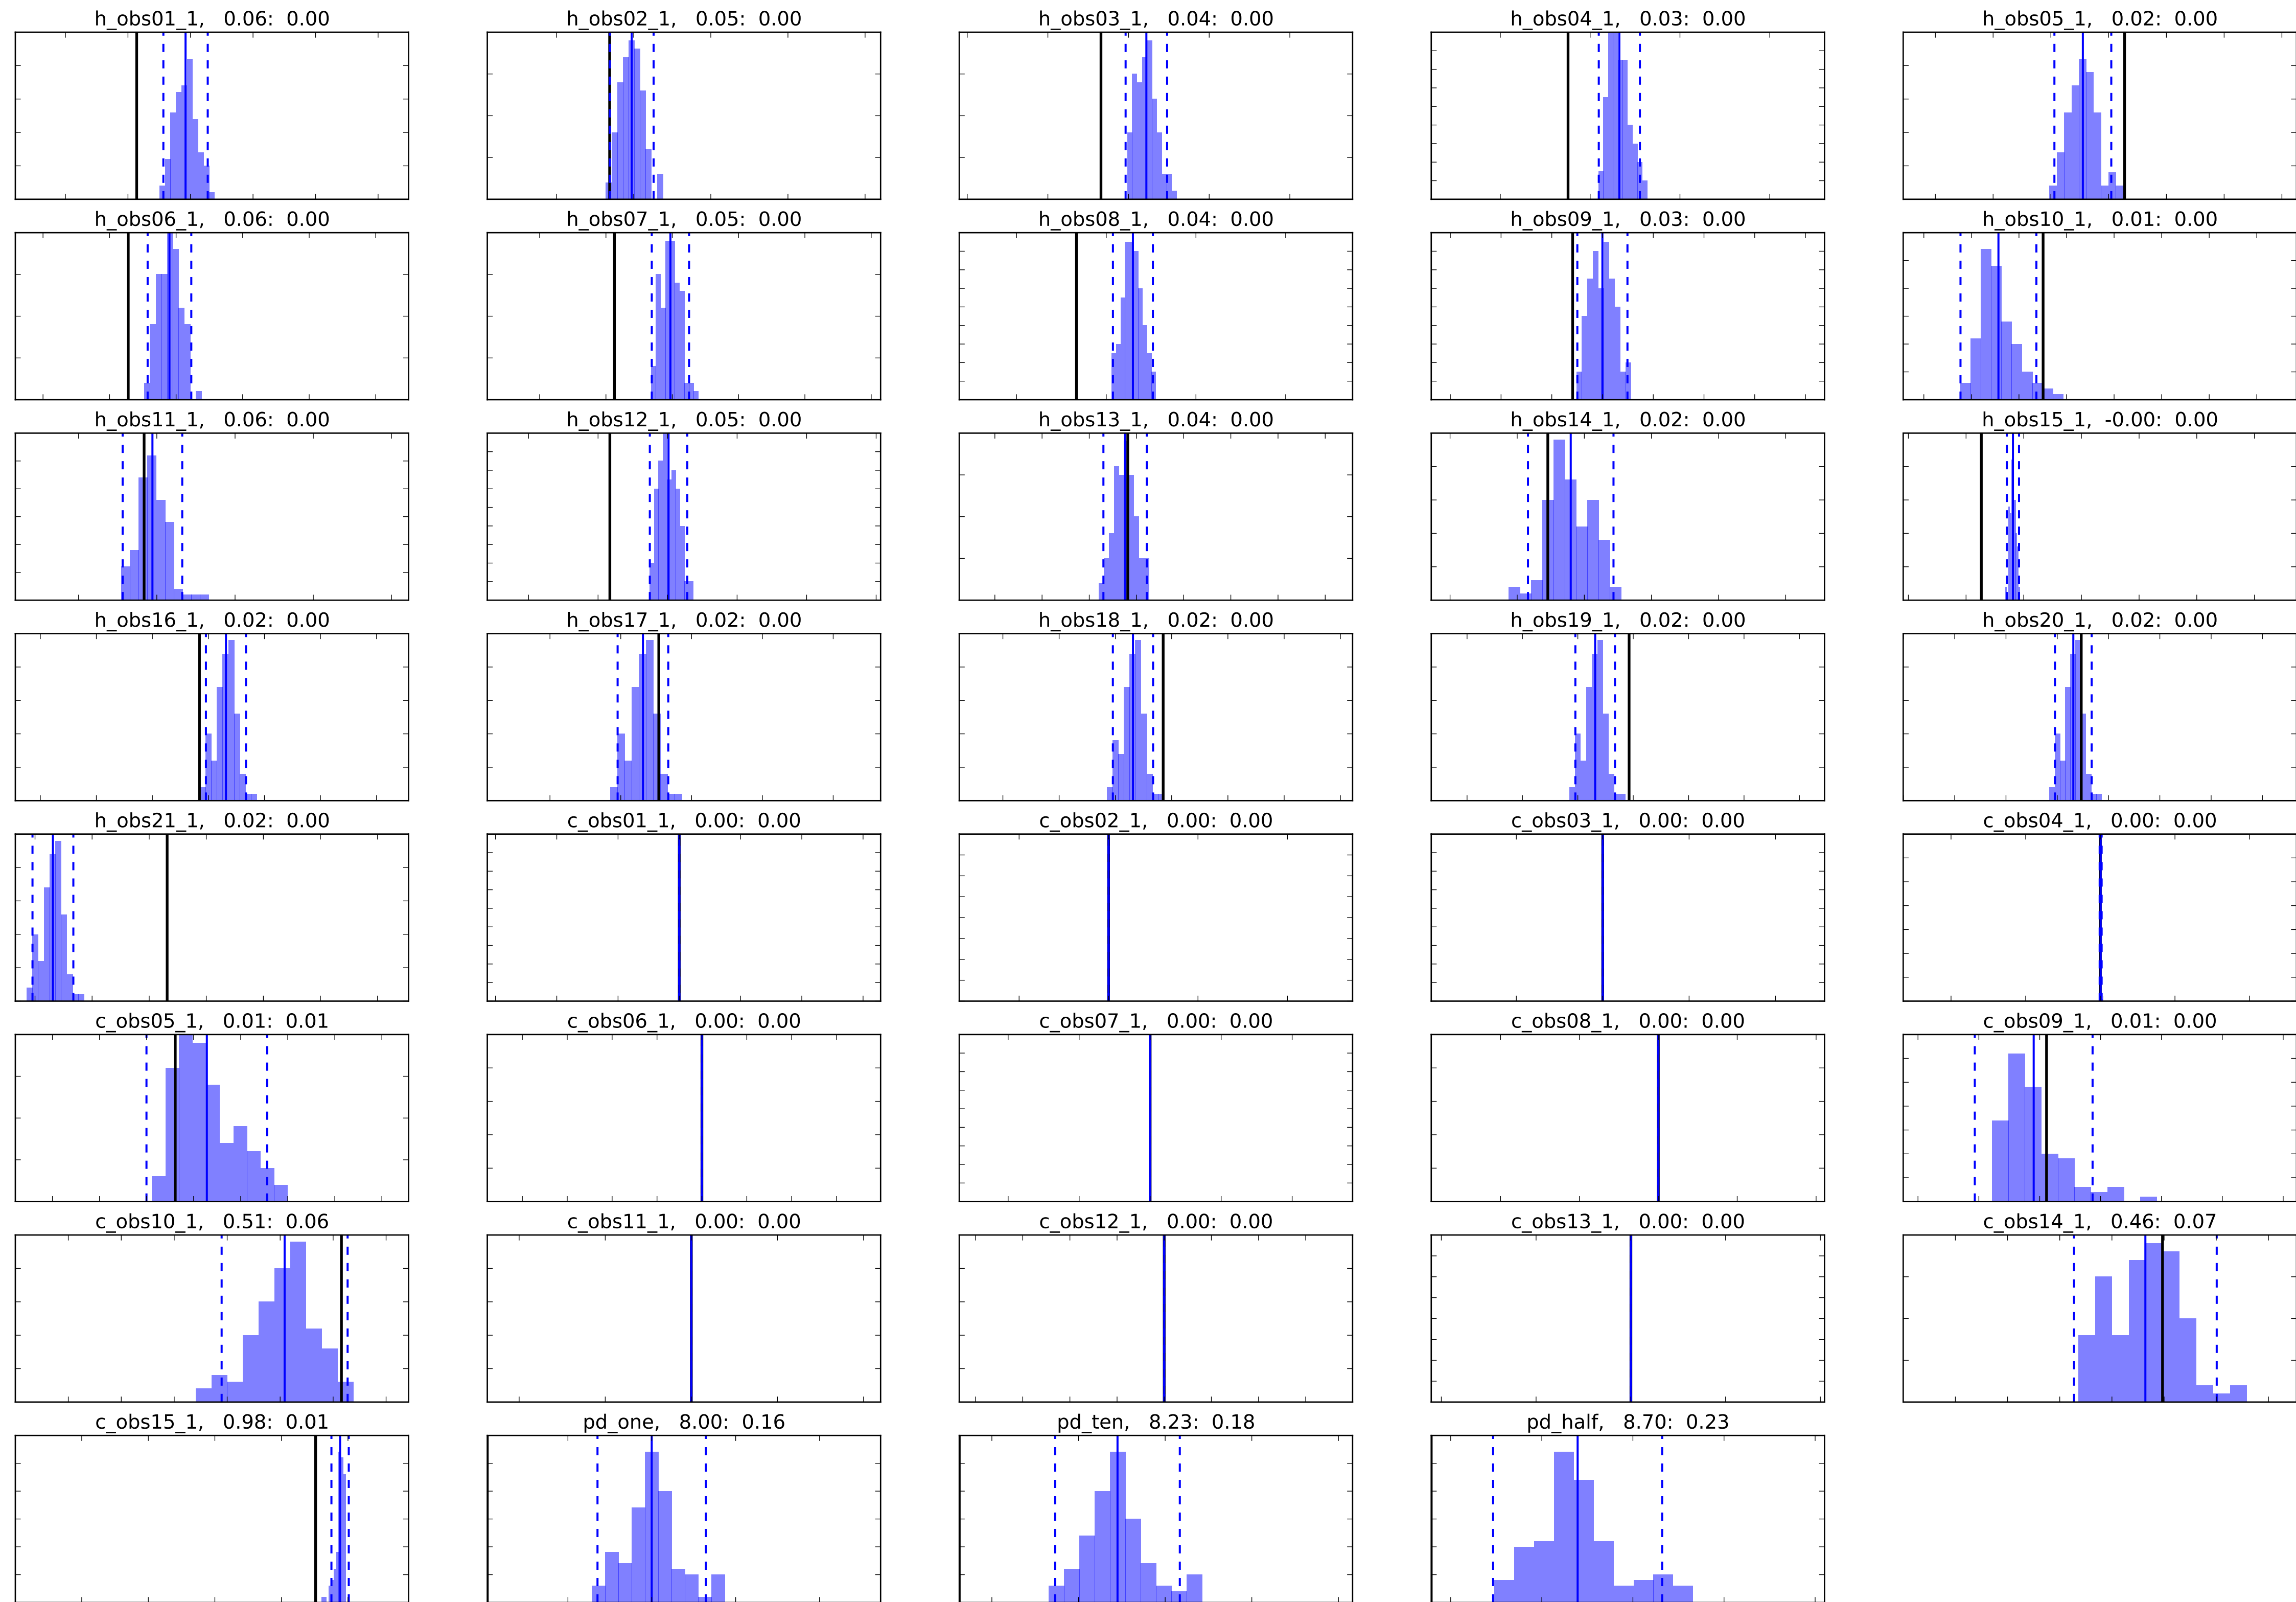 h_obs01_1, 0.06: 0.00
h_obs02_1, 0.05: 0.00
h_obs03_1, 0.04: 0.00
h_obs04_1, 0.03: 0.00
h_obs05_1, 0.02: 0.00
h_obs06_1, 0.06: 0.00
h_obs07_1, 0.05: 0.00
h_obs08_1, 0.04: 0.00
h_obs09_1, 0.03: 0.00
h_obs10_1, 0.01: 0.00
h_obs11_1, 0.06: 0.00
h_obs12_1, 0.05: 0.00
h_obs13_1, 0.04: 0.00
h_obs14_1, 0.02: 0.00
h_obs15_1, -0.00: 0.00
h_obs16_1, 0.02: 0.00
h_obs17_1, 0.02: 0.00
h_obs18_1, 0.02: 0.00
h_obs19_1, 0.02: 0.00
h_obs20_1, 0.02: 0.00
h_obs21_1, 0.02: 0.00
c_obs01_1, 0.00: 0.00
c_obs02_1, 0.00: 0.00
c_obs03_1, 0.00: 0.00
c_obs04_1, 0.00: 0.00
c_obs05_1, 0.01: 0.01
c_obs06_1, 0.00: 0.00
c_obs07_1, 0.00: 0.00
c_obs08_1, 0.00: 0.00
c_obs09_1, 0.01: 0.00
c_obs10_1, 0.51: 0.06
c_obs11_1, 0.00: 0.00
c_obs12_1, 0.00: 0.00
c_obs13_1, 0.00: 0.00
c_obs14_1, 0.46: 0.07
c_obs15_1, 0.98: 0.01
pd_one, 8.00: 0.16
pd_ten, 8.23: 0.18
pd_half, 8.70: 0.23